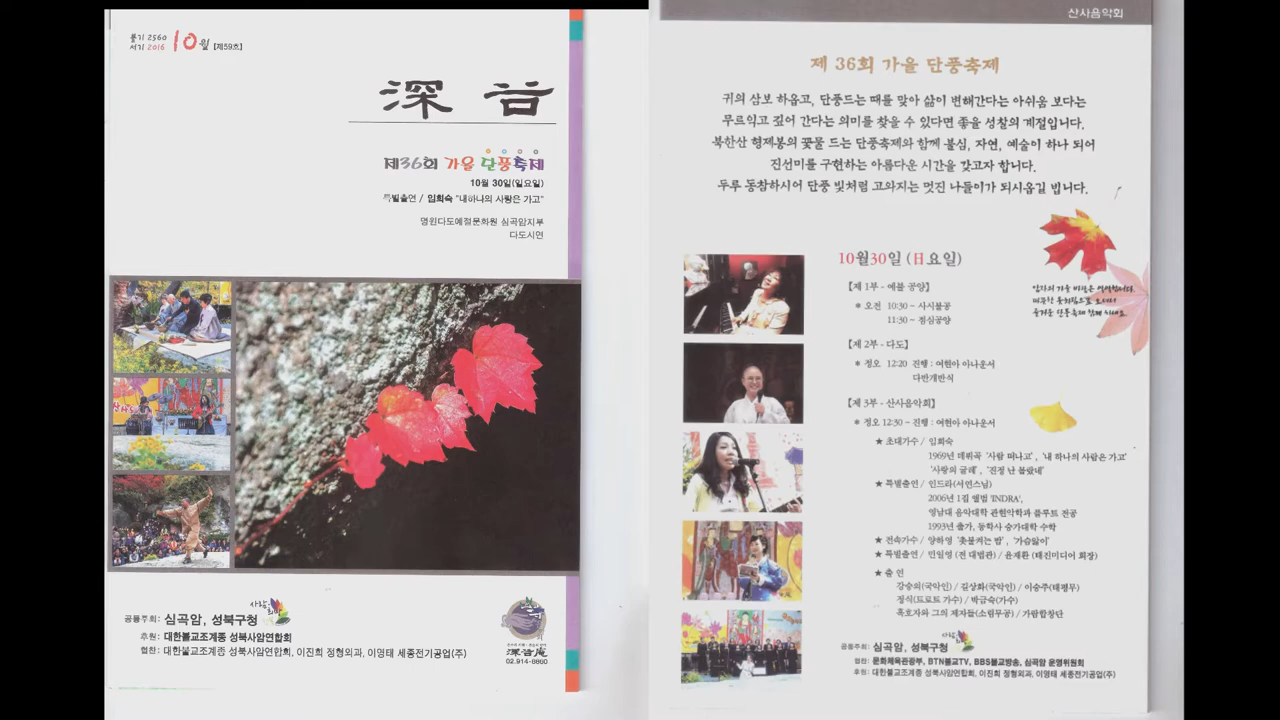 불기 2560
서기 2016 10월 【제59호】
深谷
제36회 가을 단풍축제
10월 30일(일요일)
특별출연 / 임희숙 "내하나의 사랑은 가고"
명원다도예절문화원 심곡암지부
다도시연
공동주최: 심곡암, 성북구청
후원: 대한불교조계종 성북사암연합회
협찬: 대한불교조계종 성북사암연합회, 이진희 정형외과, 이영태 세종전기공업(주)
深谷庵
02.914-8860
산사음악회
제 36회 가을 단풍축제
귀의 삼보 하옵고, 단풍드는 때를 맞아 삶이 변해간다는 아쉬움 보다는
무르익고 깊어 간다는 의미를 찾을 수 있다면 좋을 성찰의 계절입니다.
북한산 형제봉의 꽃물 드는 단풍축제와 함께 불심, 자연, 예술이 하나 되어
진선미를 구현하는 아름다운 시간을 갖고자 합니다.
두루 동참하시어 단풍 빛처럼 고와지는 멋진 나들이가 되시옵길 빕니다.
10월30일 (日요일)
【제 1부 - 예불 공양】
* 오전 10:30 ~ 사시불공
11:30 ~ 점심공양
【제 2부 - 다도】
* 정오 12:20 진행 : 여현아 아나운서
다반개반식
【제 3부 - 산사음악회】
* 정오 12:30 ~ 진행 : 여현아 아나운서
★ 초대가수 / 임희숙
1969년 데뷔곡 '사람 떠나고', '내 하나의 사람은 가고'
'사랑의 굴레', '진정 난 몰랐네'
★ 특별출연 / 인드라(서연스님)
2006년 1집 앨범 'INDRA',
영남대 음악대학 관현악학과 플루트 전공
1993년 출가, 동학사 승가대학 수학
★ 전속가수 / 양하영 '촛불켜는 밤', '가슴앓이'
★ 특별출연 / 민일영 (전 대법관) / 윤재환 (태진미디어 회장)
★ 출 연
강승의(국악인) / 길상화(국악인) / 이승주(태평무)
정식(트로트 가수) / 박금숙(가수)
혹호자와 그의 제자들(소림무공) / 가람합창단
공동주최: 심곡암, 성북구청
협찬: 문화체육관광부, BTN불교TV, BBS불교방송, 심곡암 운영위원회
후원: 대한불교조계종 성북사암연합회, 이진희 정형외과, 이영태 세종전기공업(주)